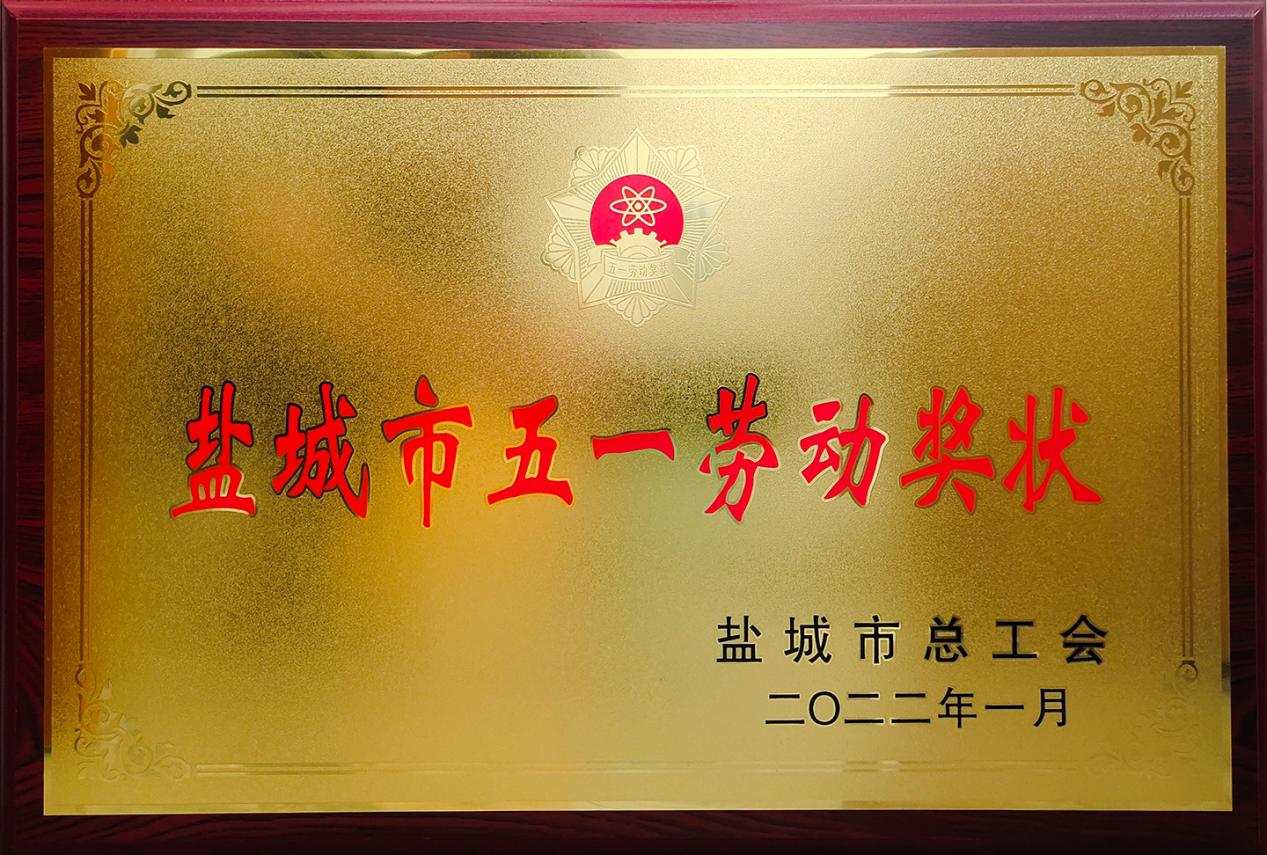 五一劳动奖状
盐城市五一劳动奖状
盐城市总工会
二〇二二年一月